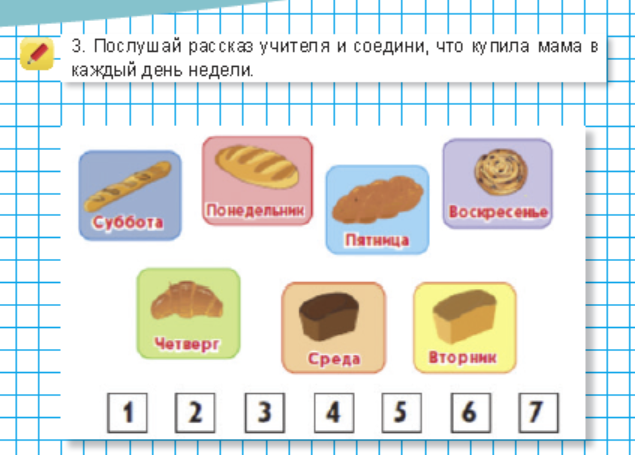 3. Послушай рассказ учителя и соедини, что купила мама в
каждый день недели.
Суббота
Понедельник
Пятница
Воскресенье
Четверг
Среда
Вторник
1 2 3 4 5 6 7